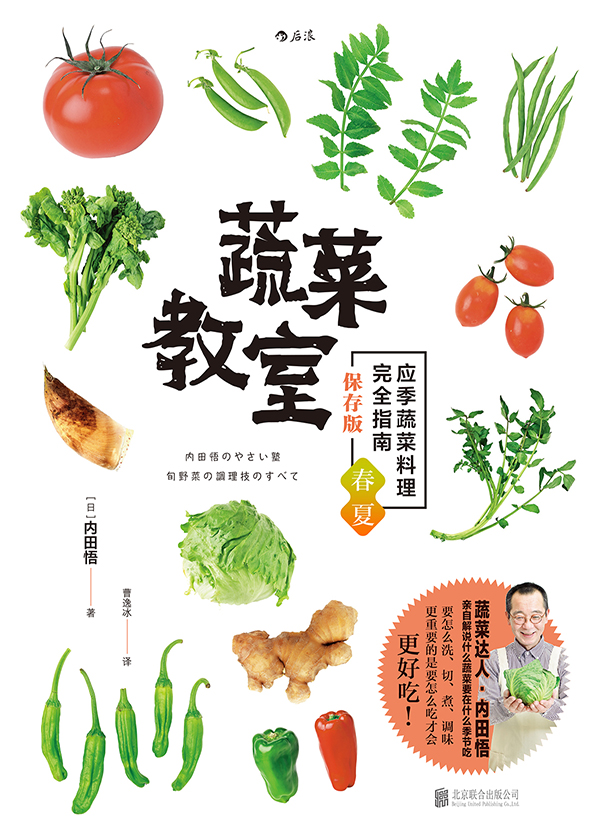 后浪
蔬菜
教室
应季蔬菜料理
完全指南
保存版
春
夏
内田悟のやさい塾
旬野菜の調理技のすべて
[日]内田悟——著
曹逸冰——译
蔬菜达人·内田悟
亲自解说什么蔬菜要在什么季节吃
要怎么洗、切、煮、调味
更重要的是要怎么吃才会
更好吃！
北京联合出版公司
Beijing United Publishing Co.,Ltd.